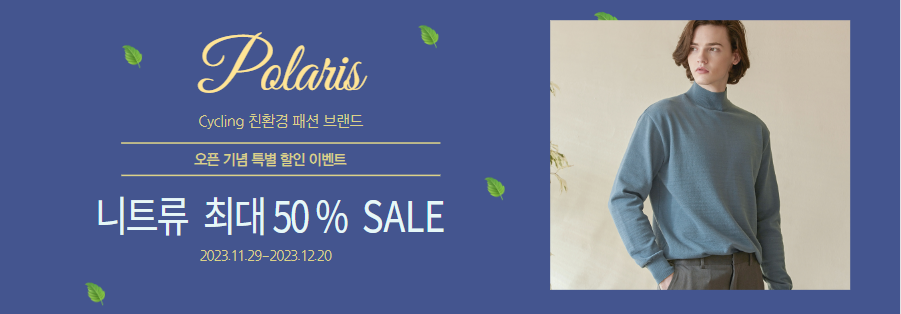 Polaris
Cycling 친환경 패션 브랜드
오픈 기념 특별 할인 이벤트
니트류 최대 50 % SALE
2023.11.29-2023.12.20